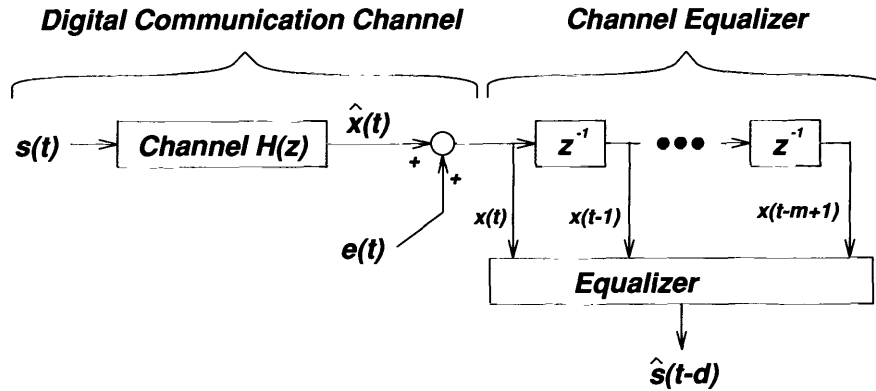 Digital Communication Channel
Channel Equalizer
s(t)
Channel H(z)
x̂(t)
+
+
e(t)
z⁻¹
•••
z⁻¹
x(t)
x(t-1)
x(t-m+1)
Equalizer
ŝ(t-d)